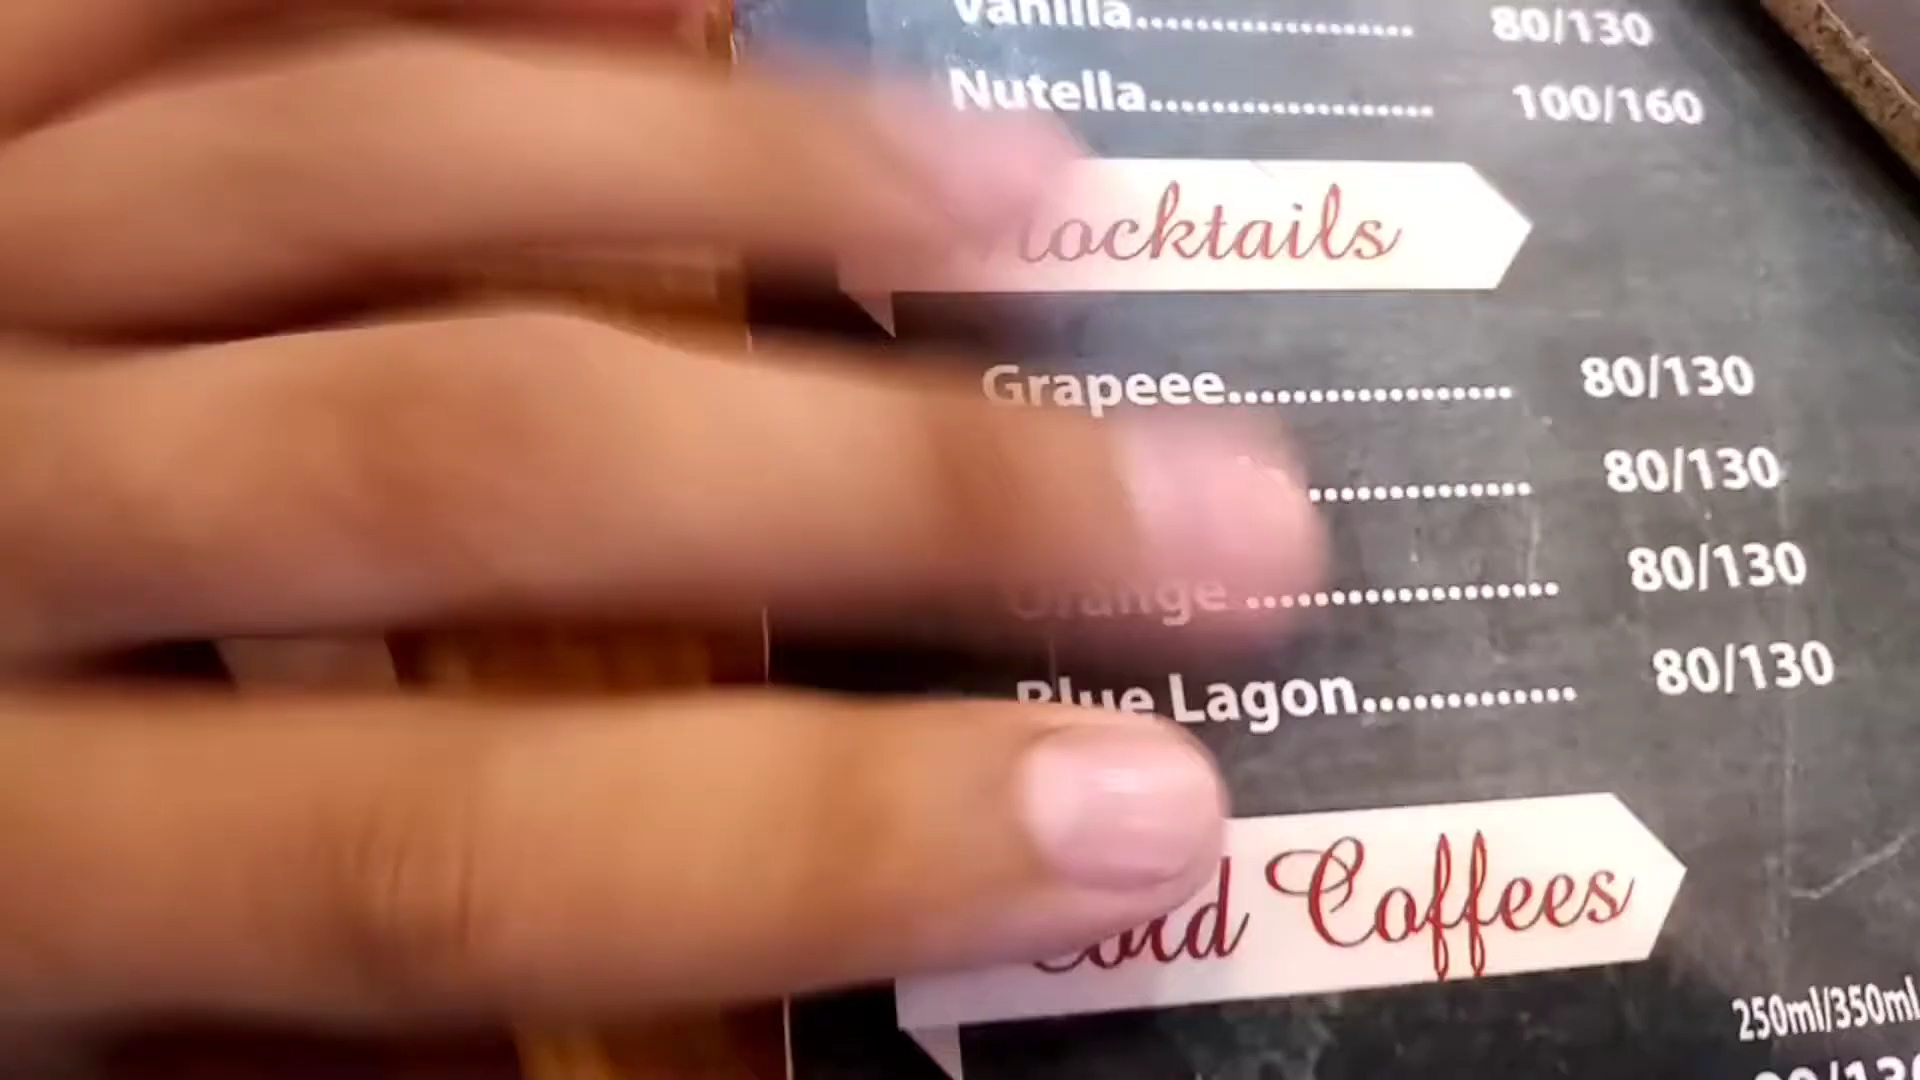 Vanilla.................. 80/130
Nutella.................. 100/160
Mocktails
Grapeee.................. 80/130
.............. 80/130
Orange .................. 80/130
Blue Lagon............. 80/130
Cold Coffees
250ml/350ml